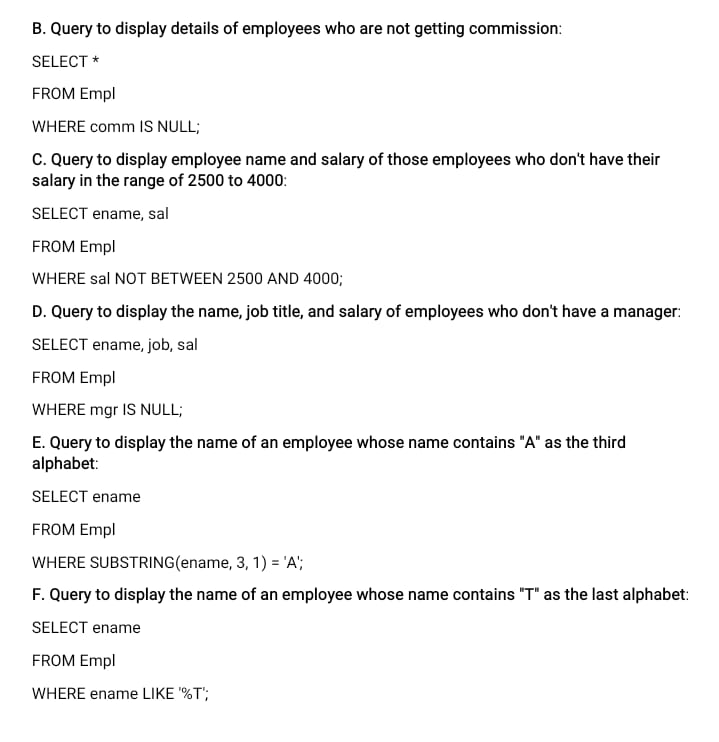 B. Query to display details of employees who are not getting commission:
SELECT *
FROM Empl
WHERE comm IS NULL;
C. Query to display employee name and salary of those employees who don't have their
salary in the range of 2500 to 4000:
SELECT ename, sal
FROM Empl
WHERE sal NOT BETWEEN 2500 AND 4000;
D. Query to display the name, job title, and salary of employees who don't have a manager:
SELECT ename, job, sal
FROM Empl
WHERE mgr IS NULL;
E. Query to display the name of an employee whose name contains "A" as the third
alphabet:
SELECT ename
FROM Empl
WHERE SUBSTRING(ename, 3, 1) = 'A';
F. Query to display the name of an employee whose name contains "T" as the last alphabet:
SELECT ename
FROM Empl
WHERE ename LIKE '%T';